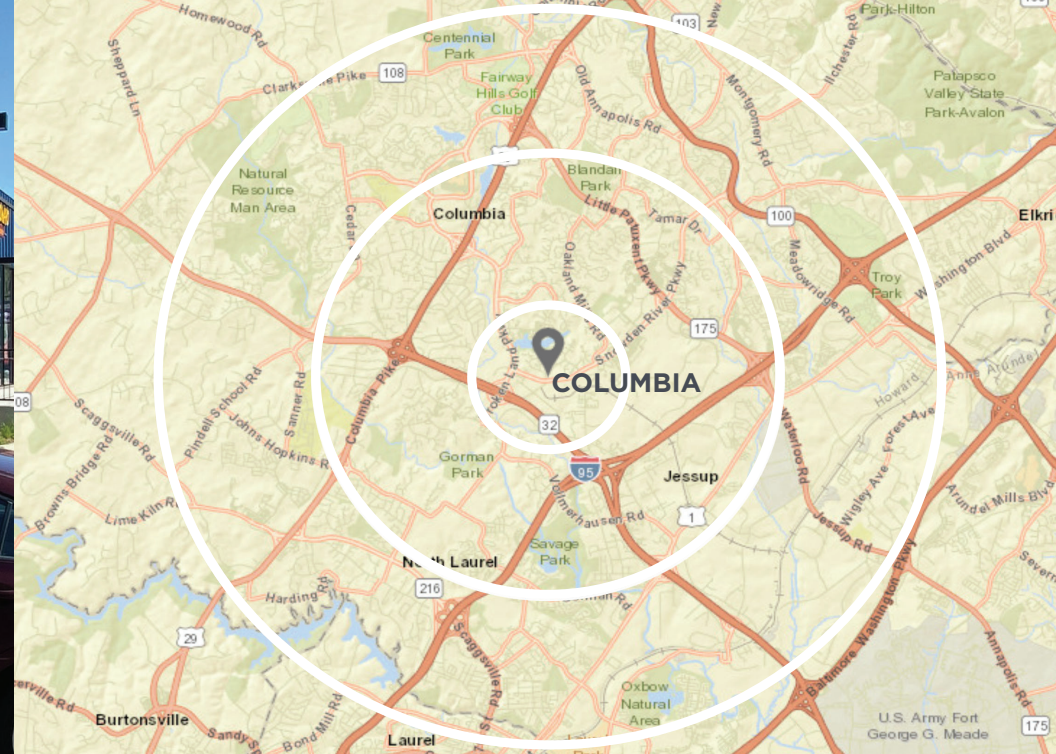 Homewood Rd
103
New
Park-Hilton
Sheppard Ln
Centennial
Park
Ilchester Rd
Clarksville Pike
108
Fairway
Hills Golf
Club
Old Annapolis Rd
Montgomery Rd
Patapsco
Valley State
Park-Avalon
Natural
Resource
Man Area
Blandair
Park
Cedar
Columbia
Little Patuxent Pkwy
Tamar Dr
100
Elkri
Oakland Mills Rd
Snowden River Pkwy
Meadowridge Rd
Washington Blvd
Troy
Park
175
Broken Land Pkwy
COLUMBIA
Howard
Anne Arundel
08
Scaggsville Rd
Pindell School Rd
Sanner Rd
Columbia Pike
Johns Hopkins R
32
Browns Bridge Rd
Lime Kiln R
Gorman
Park
95
Vollmerhausen Rd
Jessup
1
Waterloo Rd
Wigley Ave
Forest Ave
Arundel Mills Blvd
Jessup Rd
Savage
Park
North Laurel
216
Gorman Rd
Harding Rd
Severn
29
Scaggsville Rd
Baltimore Washington Pkwy
Annapolis Rd
Oxbow
Natural
Area
erville Rd
Burtonsville
Sandy S
Bond Mill Rd
Laurel
U.S. Army Fort
George G. Meade
175